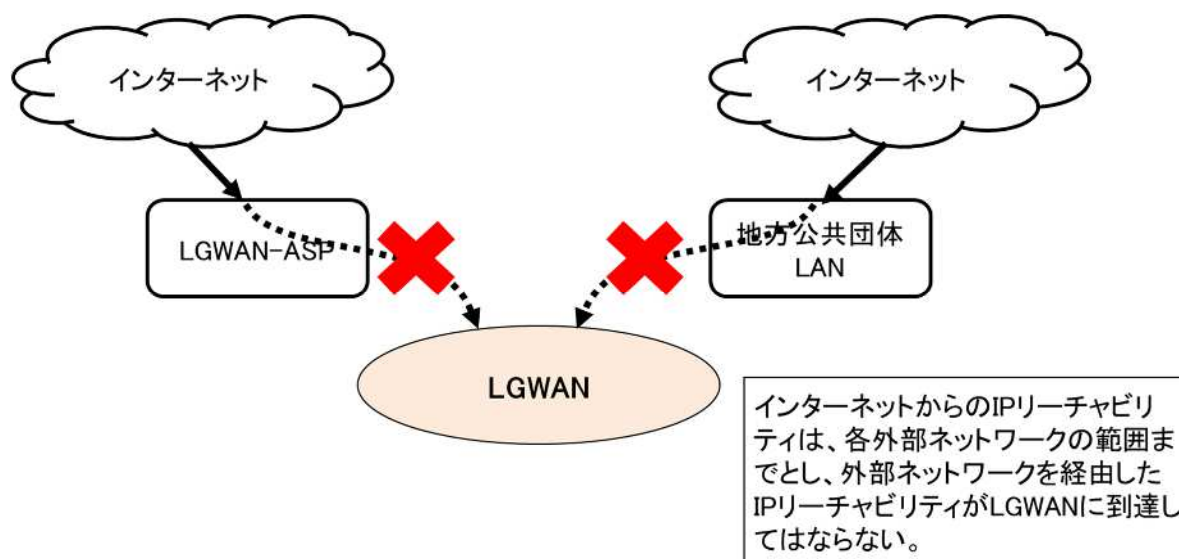 インターネット
インターネット
LGWAN-ASP
地方公共団体
LAN
LGWAN
インターネットからのIPリーチャビリ
ティは、各外部ネットワークの範囲ま
でとし、外部ネットワークを経由した
IPリーチャビリティがLGWANに到達し
てはならない。